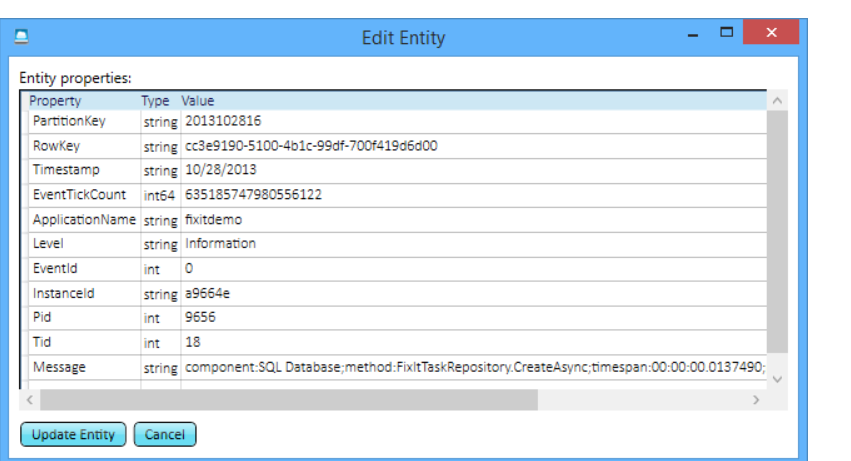 Edit Entity
Entity properties:
Property Type Value
PartitionKey string 2013102816
RowKey string cc3e9190-5100-4b1c-99df-700f419d6d00
Timestamp string 10/28/2013
EventTickCount int64 635185747980556122
ApplicationName string fixitdemo
Level string Information
EventId int 0
InstanceId string a9664e
Pid int 9656
Tid int 18
Message string component:SQL Database;method:FixItTaskRepository.CreateAsync;timespan:00:00:00.0137490;
Update Entity Cancel